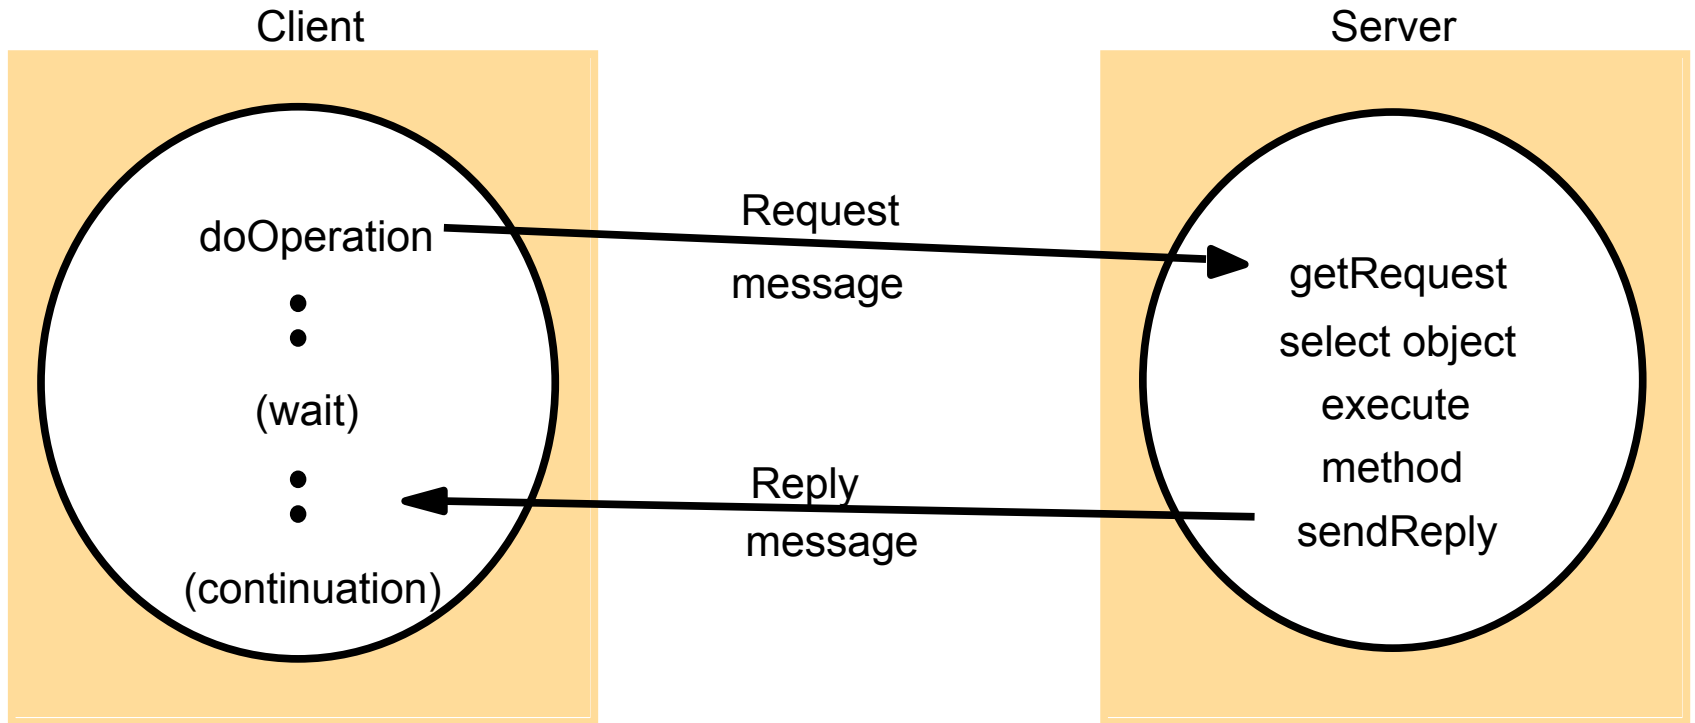 Client
Server
doOperation
(wait)
(continuation)
Request
message
Reply
message
getRequest
select object
execute
method
sendReply